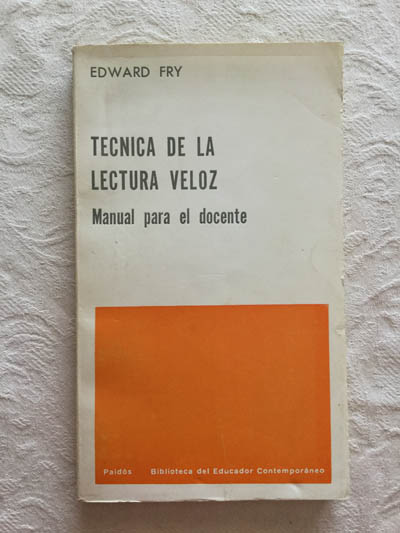 EDWARD FRY
TECNICA DE LA
LECTURA VELOZ
Manual para el docente
Paidós Biblioteca del Educador Contemporáneo